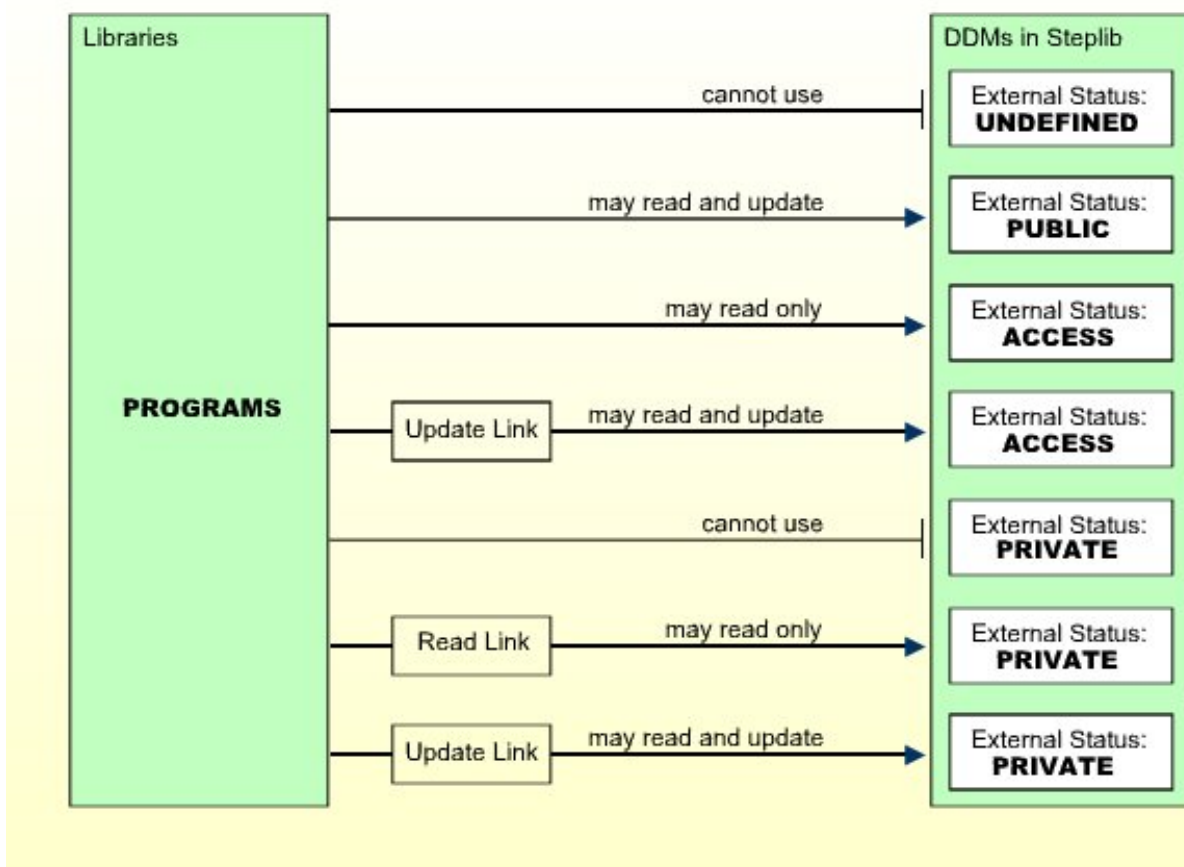 Libraries
DDMs in Steplib
cannot use
External Status:
UNDEFINED
may read and update
External Status:
PUBLIC
may read only
External Status:
ACCESS
PROGRAMS
Update Link
may read and update
External Status:
ACCESS
cannot use
External Status:
PRIVATE
Read Link
may read only
External Status:
PRIVATE
Update Link
may read and update
External Status:
PRIVATE